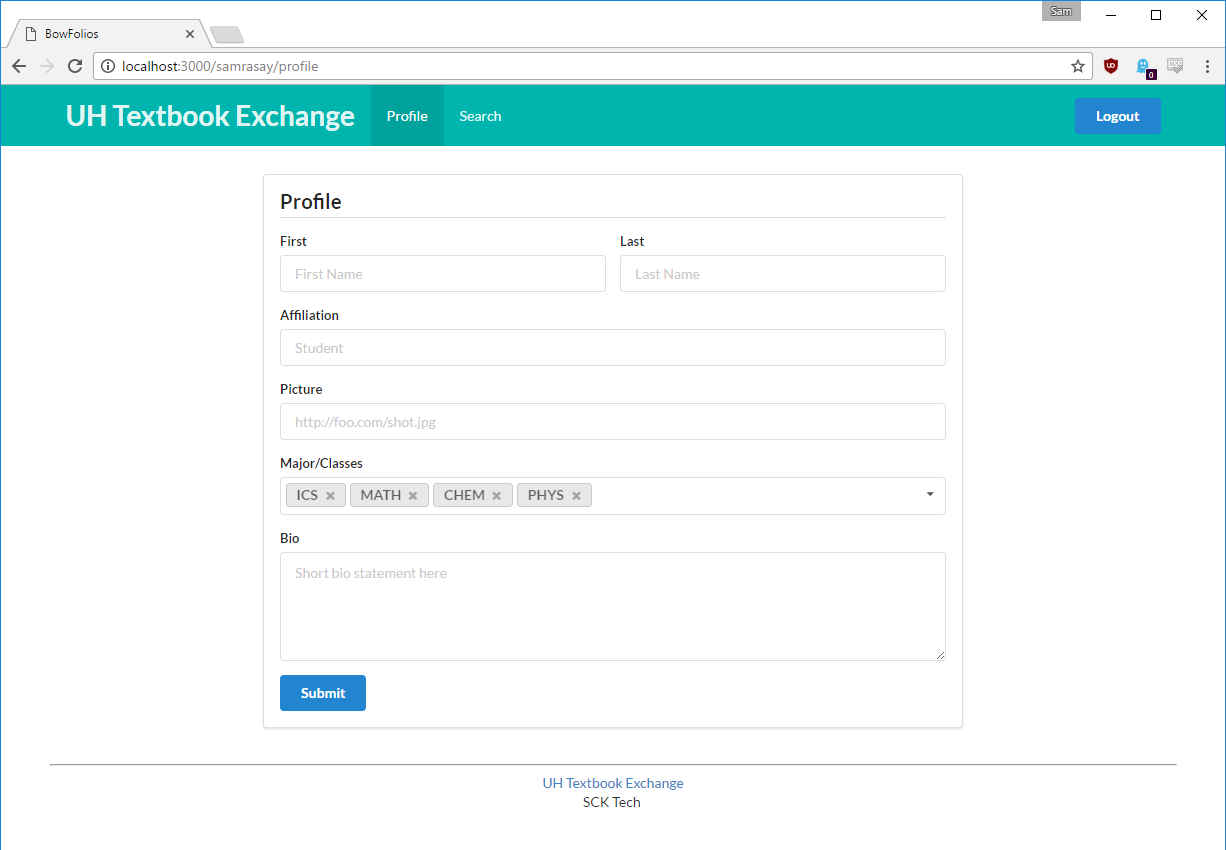 Sam
BowFolios
localhost:3000/samrasay/profile
0
UH Textbook Exchange Profile Search Logout
Profile
First Last
First Name Last Name
Affiliation
Student
Picture
http://foo.com/shot.jpg
Major/Classes
ICS MATH CHEM PHYS
Bio
Short bio statement here
Submit
UH Textbook Exchange
SCK Tech